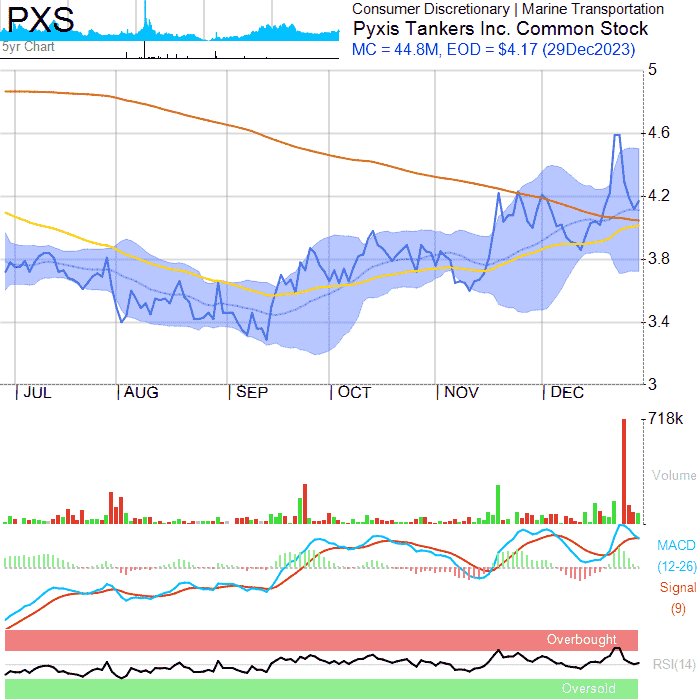 PXS
5yr Chart
Consumer Discretionary | Marine Transportation
Pyxis Tankers Inc. Common Stock
MC = 44.8M, EOD = $4.17 (29Dec2023)
5
4.6
4.2
3.8
3.4
3
JUL AUG SEP OCT NOV DEC
718k
Volume
MACD
(12-26)
Signal
(9)
Overbought
RSI(14)
Oversold